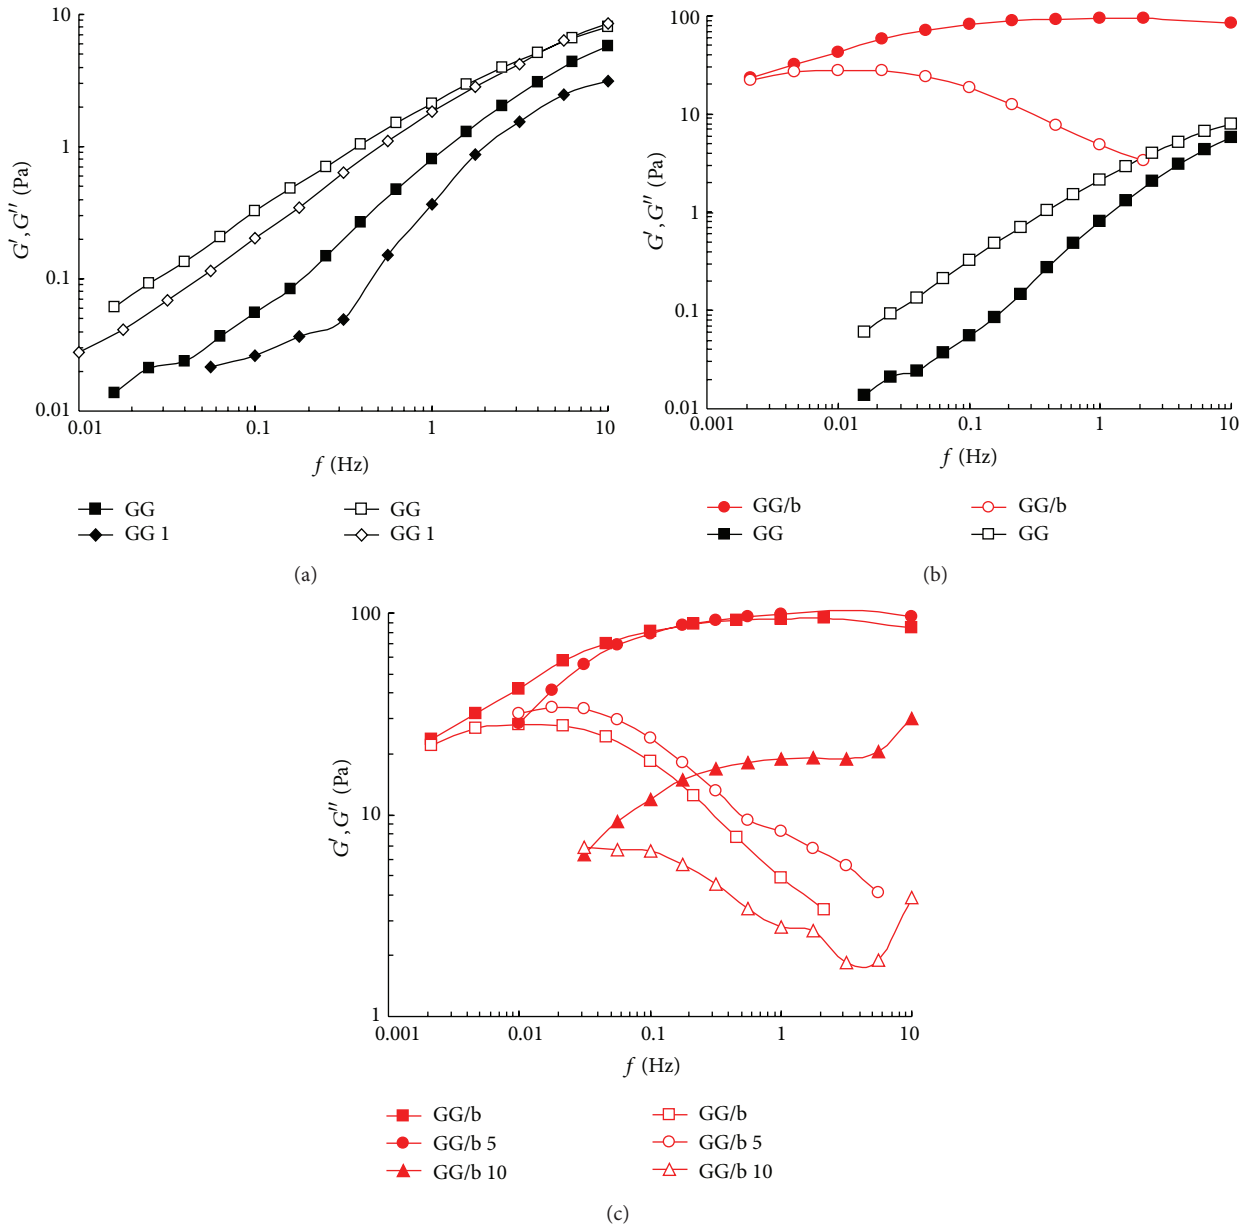 10
1
0.1
0.01
G′, G″ (Pa)
0.01 0.1 1 10
f (Hz)
GG GG
GG 1 GG 1
(a)
100
10
1
0.1
0.01
G′, G″ (Pa)
0.001 0.01 0.1 1 10
f (Hz)
GG/b GG/b
GG GG
(b)
100
10
1
G′, G″ (Pa)
0.001 0.01 0.1 1 10
f (Hz)
GG/b GG/b
GG/b 5 GG/b 5
GG/b 10 GG/b 10
(c)